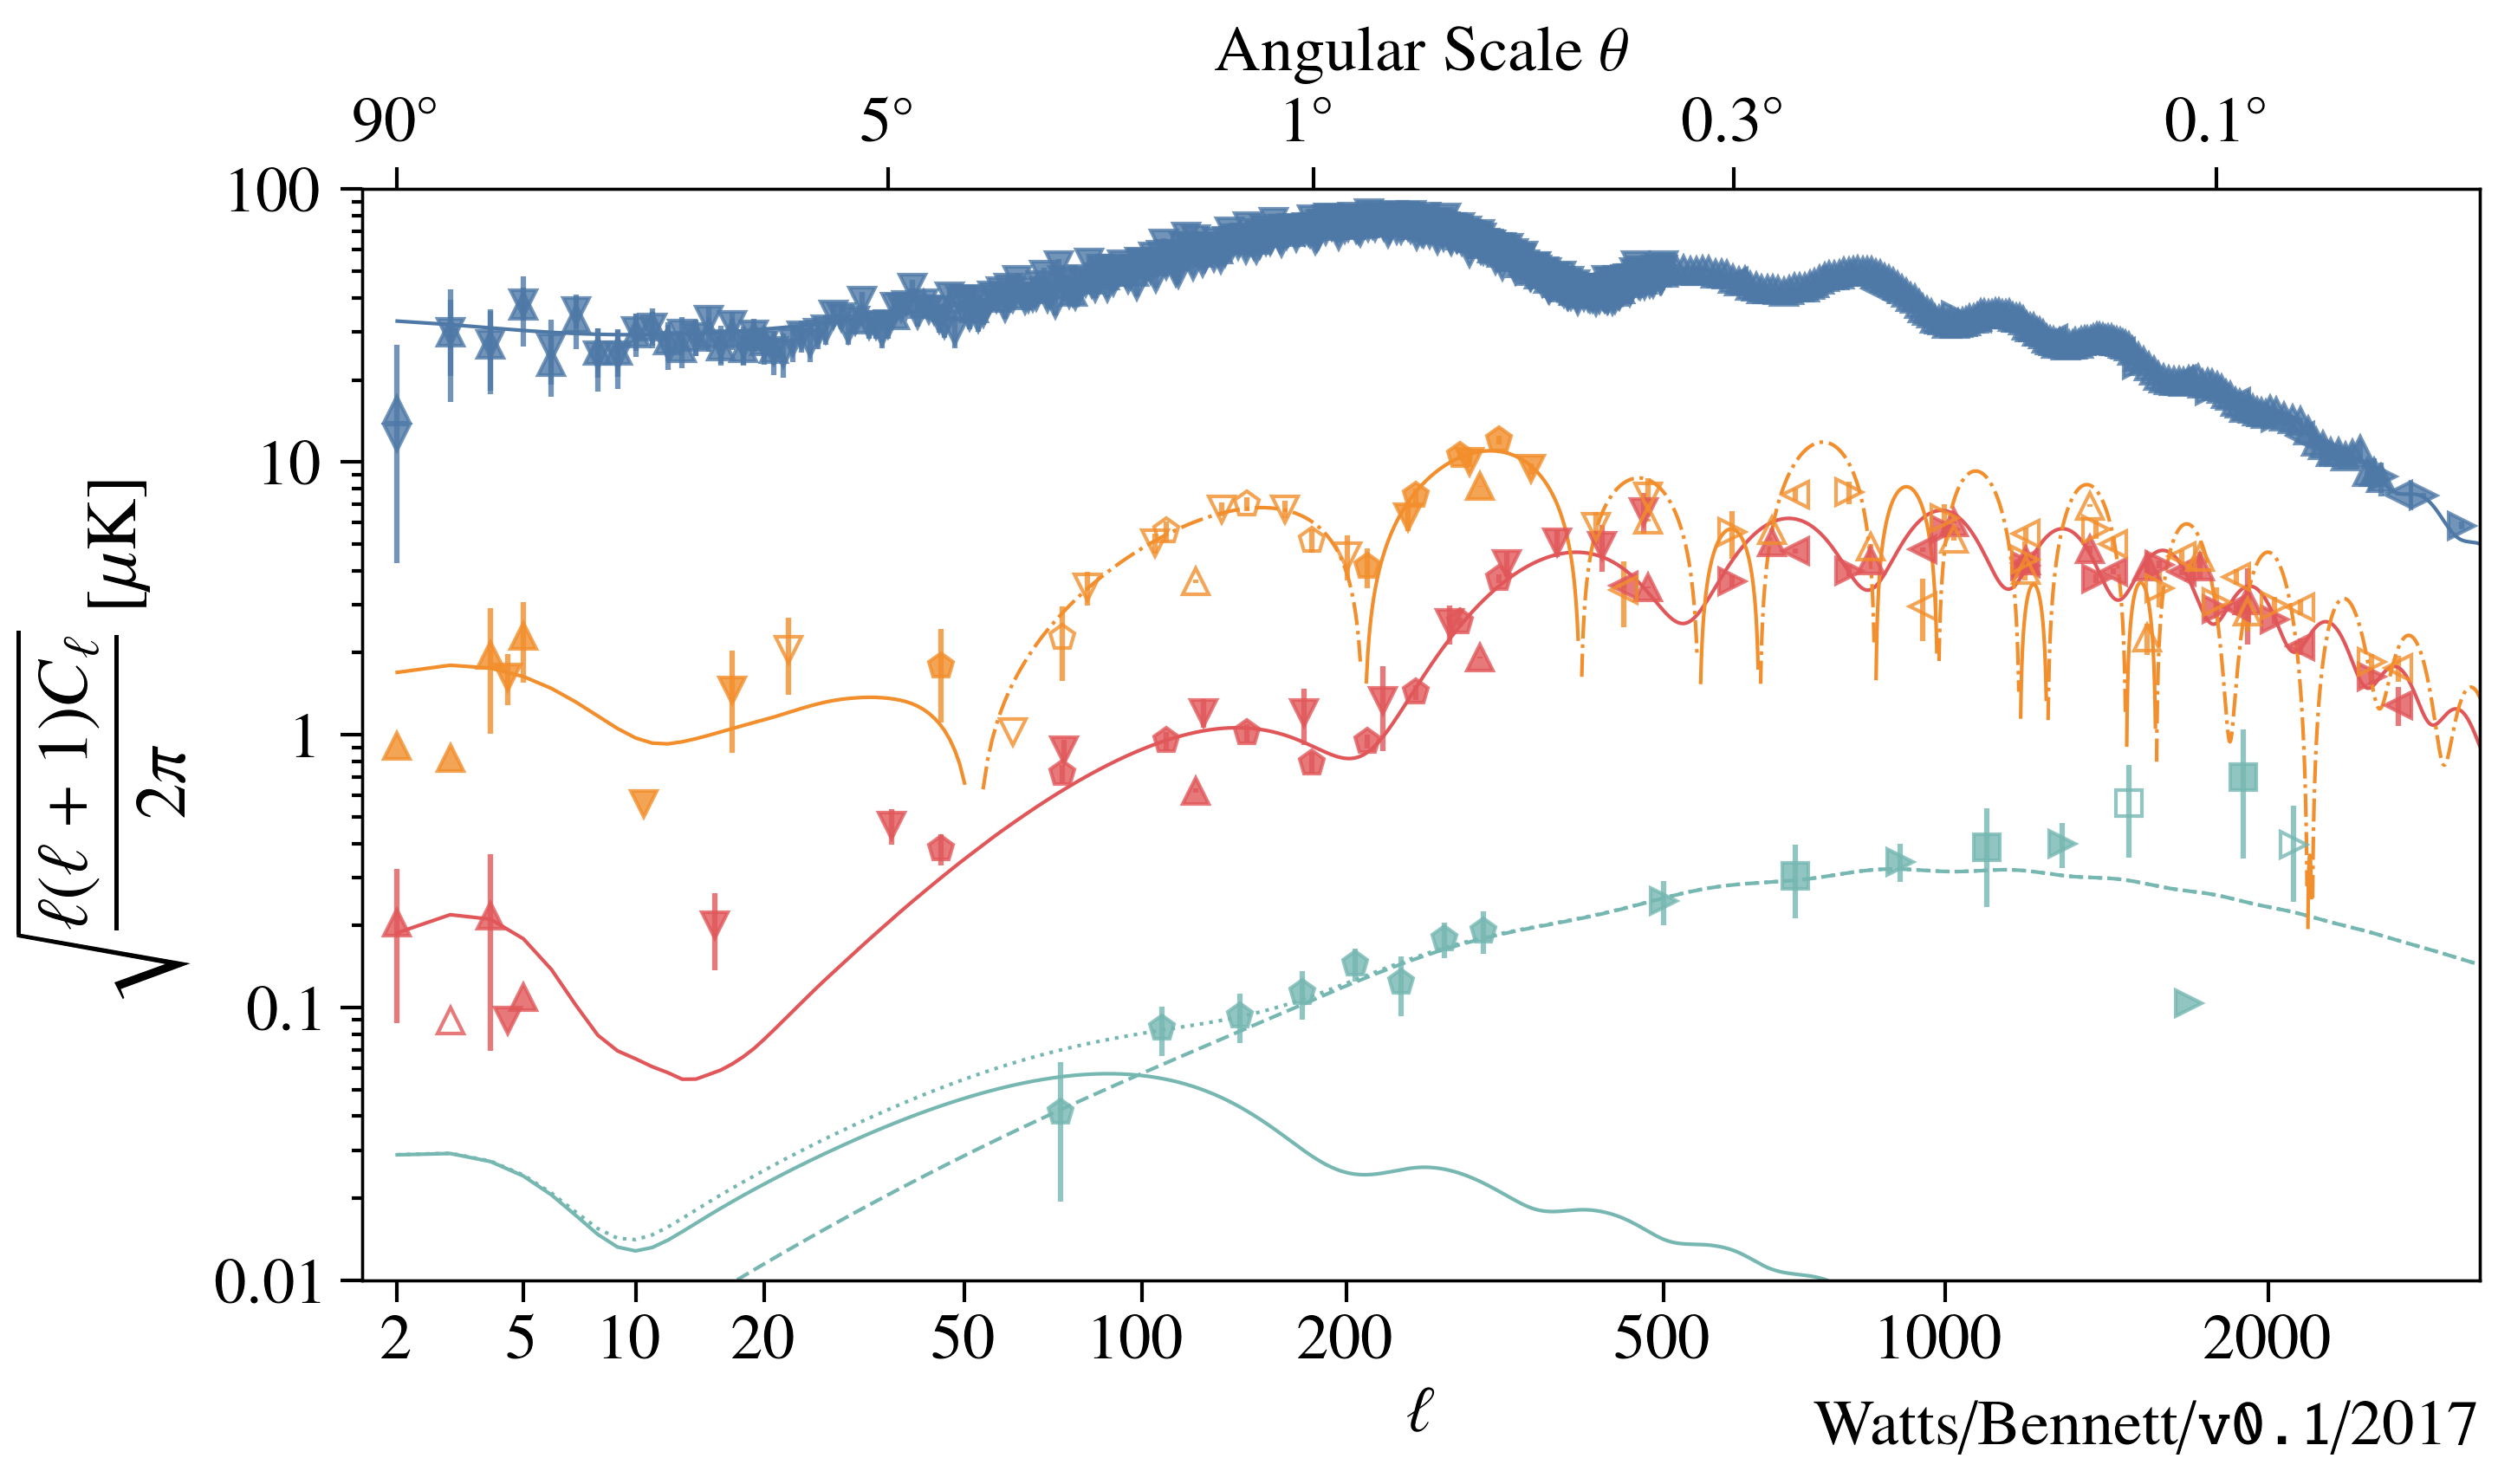 Angular Scale θ
90° 5° 1° 0.3° 0.1°
100
10
1
0.1
0.01
√(ℓ(ℓ + 1)Cℓ / 2π) [μK]
2 5 10 20 50 100 200 500 1000 2000
ℓ
Watts/Bennett/v0.1/2017